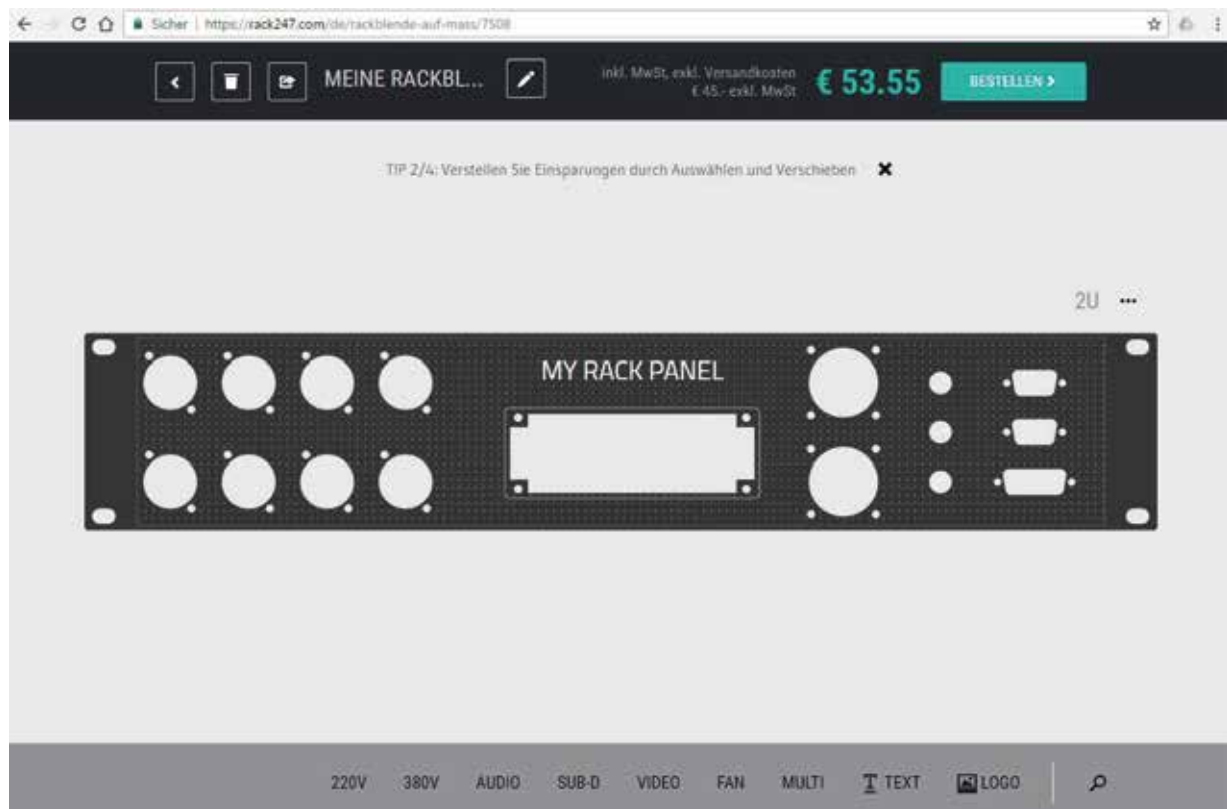 Sicher | https://rack247.com/de/rackblende-auf-mass/7508
MEINE RACKBL...
inkl. MwSt, exkl. Versandkosten
€ 45.- exkl. MwSt
€ 53.55
BESTELLEN >
TIP 2/4: Verstellen Sie Einsparungen durch Auswählen und Verschieben
2U
MY RACK PANEL
220V 380V AUDIO SUB-D VIDEO FAN MULTI TEXT LOGO